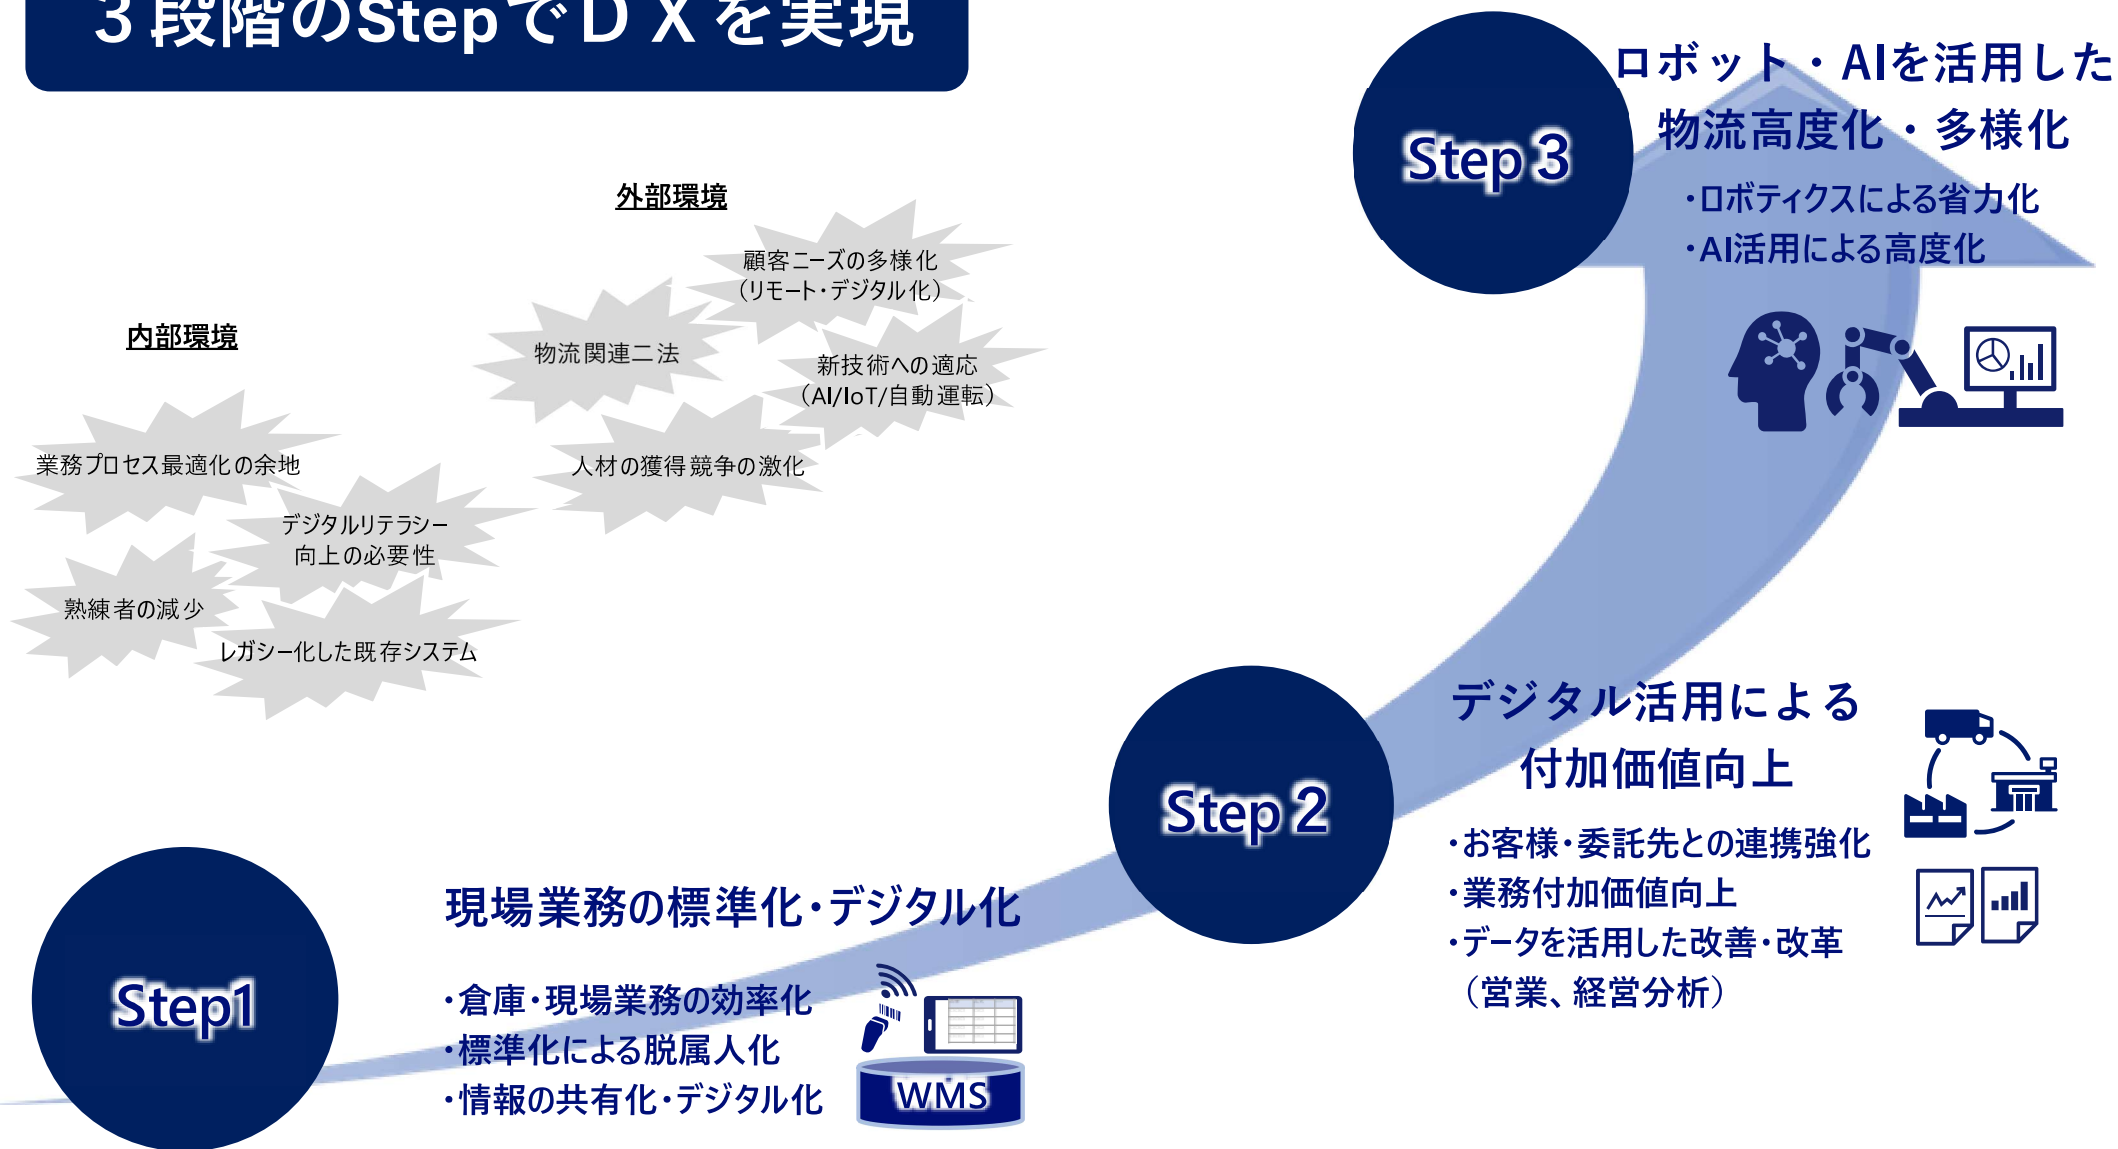 ３段階のStepでＤＸを実現
外部環境
顧客ニーズの多様化
（リモート・デジタル化）
物流関連二法
新技術への適応
（AI/IoT/自動運転）
人材の獲得競争の激化
内部環境
業務プロセス最適化の余地
デジタルリテラシー
向上の必要性
熟練者の減少
レガシー化した既存システム
Step1
現場業務の標準化・デジタル化
・倉庫・現場業務の効率化
・標準化による脱属人化
・情報の共有化・デジタル化
WMS
Step 2
デジタル活用による
付加価値向上
・お客様・委託先との連携強化
・業務付加価値向上
・データを活用した改善・改革
（営業、経営分析）
Step 3
ロボット・AIを活用した
物流高度化・多様化
・ロボティクスによる省力化
・AI活用による高度化